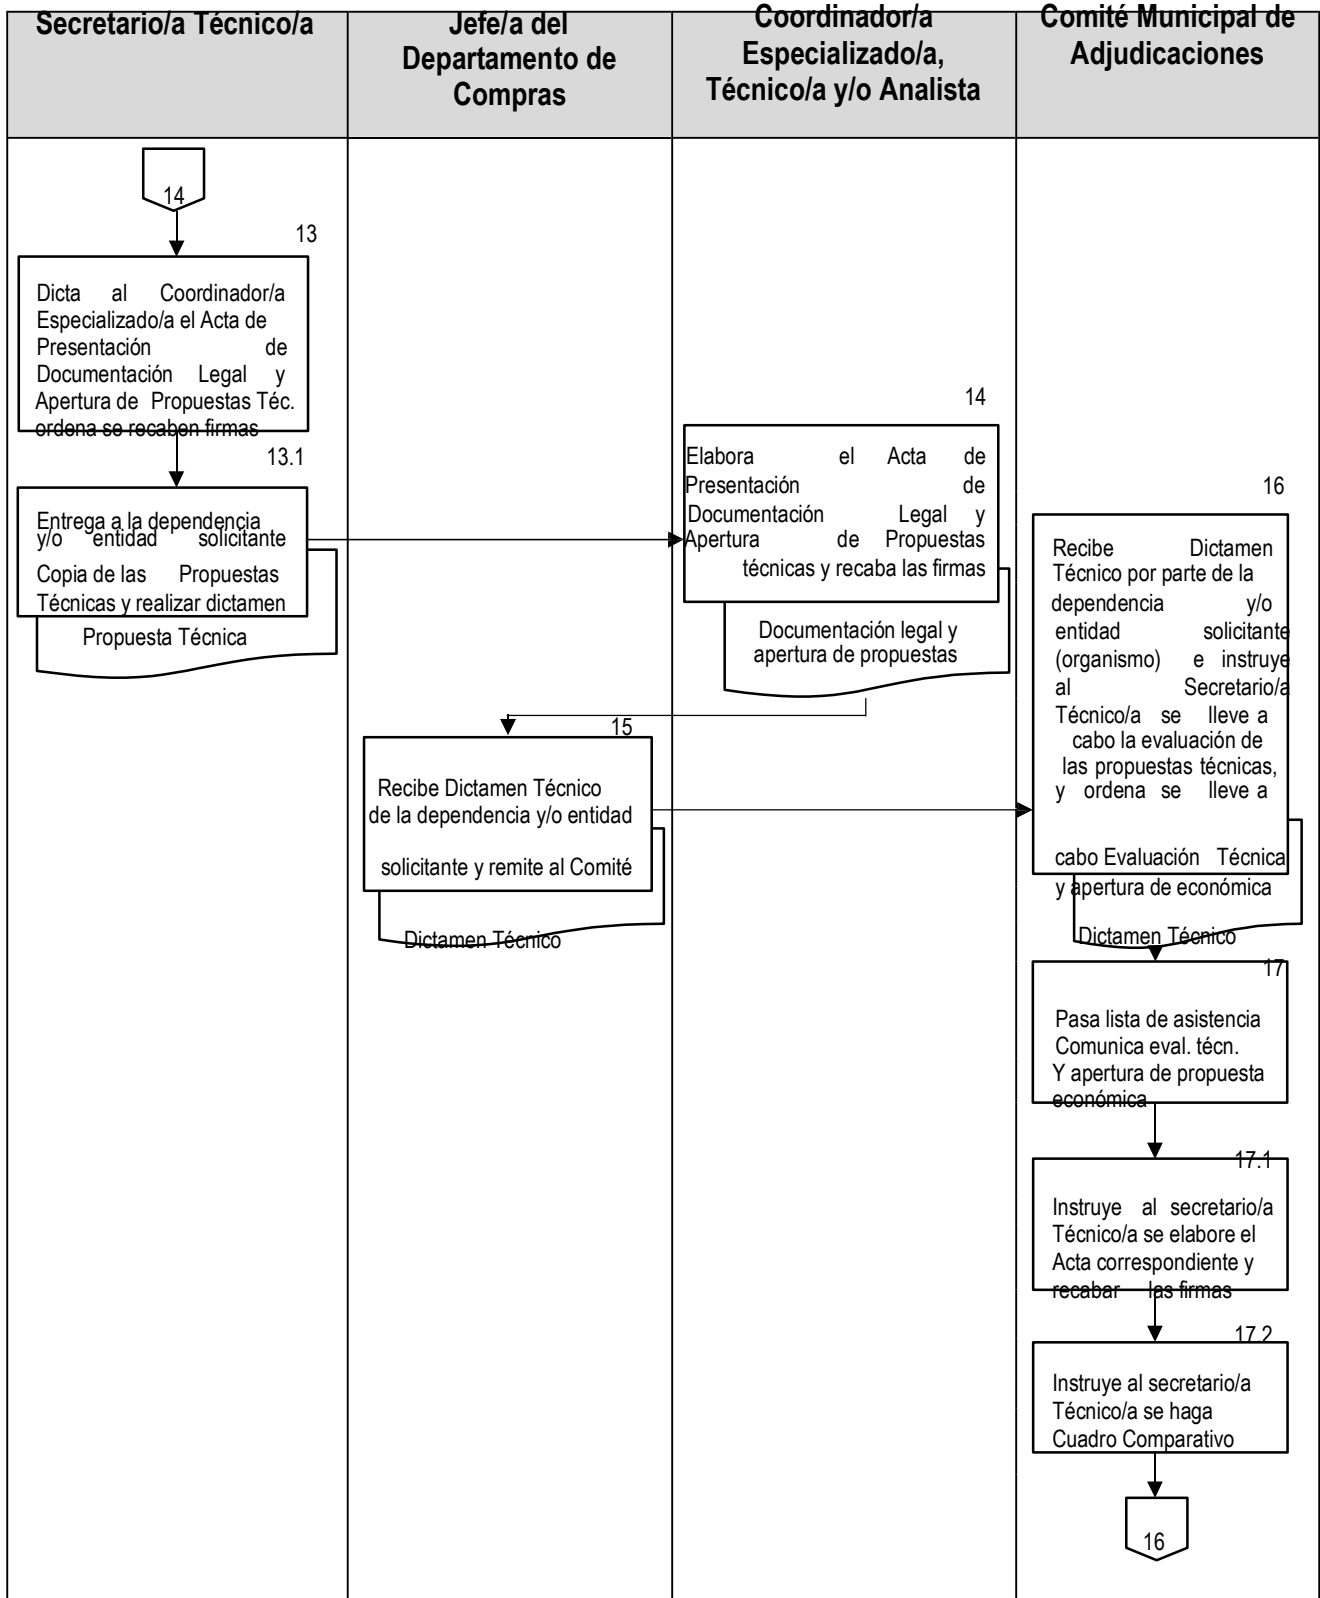 Secretario/a Técnico/a
Jefe/a del
Departamento de
Compras
Coordinador/a
Especializado/a,
Técnico/a y/o Analista
Comité Municipal de
Adjudicaciones
14
13
Dicta al Coordinador/a
Especializado/a el Acta de
Presentación de
Documentación Legal y
Apertura de Propuestas Téc.
ordena se recaben firmas
13.1
Entrega a la dependencia
y/o entidad solicitante
Copia de las Propuestas
Técnicas y realizar dictamen
Propuesta Técnica
14
Elabora el Acta de
Presentación de
Documentación Legal y
Apertura de Propuestas
técnicas y recaba las firmas
Documentación legal y
apertura de propuestas
15
Recibe Dictamen Técnico
de la dependencia y/o entidad
solicitante y remite al Comité
Dictamen Técnico
16
Recibe Dictamen
Técnico por parte de la
dependencia y/o
entidad solicitante
(organismo) e instruye
al Secretario/a
Técnico/a se lleve a
cabo la evaluación de
las propuestas técnicas,
y ordena se lleve a
cabo Evaluación Técnica
y apertura de económica
Dictamen Técnico
17
Pasa lista de asistencia
Comunica eval. técn.
Y apertura de propuesta
económica
17.1
Instruye al secretario/a
Técnico/a se elabore el
Acta correspondiente y
recabar las firmas
17.2
Instruye al secretario/a
Técnico/a se haga
Cuadro Comparativo
16